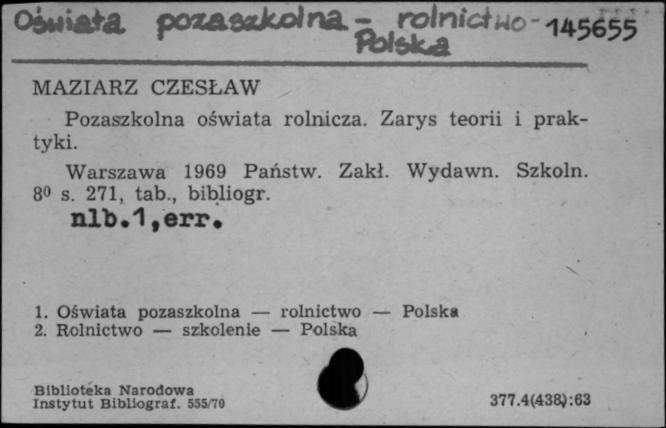 Oświata pozaszkolna - rolnictwo - 145655
Polska
MAZIARZ CZESŁAW
Pozaszkolna oświata rolnicza. Zarys teorii i prak-
tyki.
Warszawa 1969 Państw. Zakł. Wydawn. Szkoln.
8⁰ s. 271, tab., bibliogr.
nlb.1,err.
1. Oświata pozaszkolna — rolnictwo — Polska
2. Rolnictwo — szkolenie — Polska
Biblioteka Narodowa
Instytut Bibliograf. 555/70
377.4(438):63